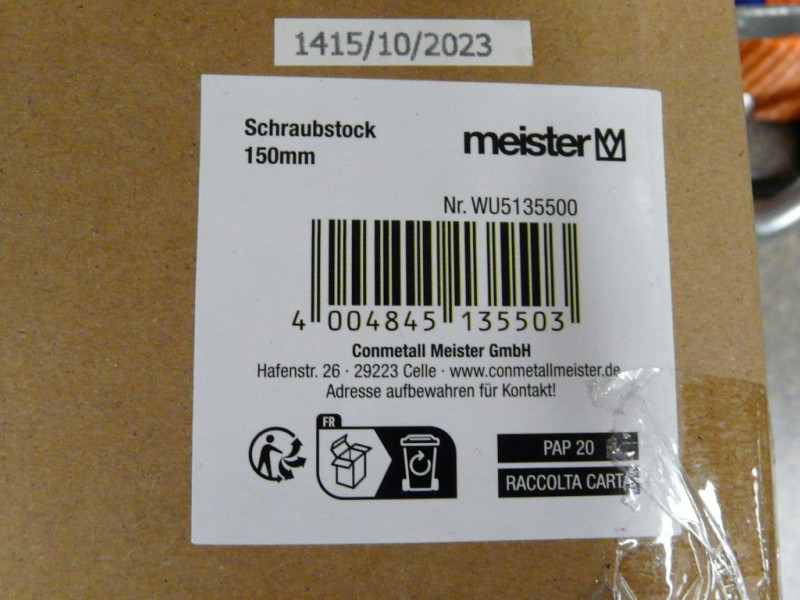 1415/10/2023
Schraubstock
150mm
meister
Nr. WU5135500
4 004845 135503
Conmetall Meister GmbH
Hafenstr. 26 · 29223 Celle · www.conmetallmeister.de
Adresse aufbewahren für Kontakt!
FR
PAP 20
RACCOLTA CARTA